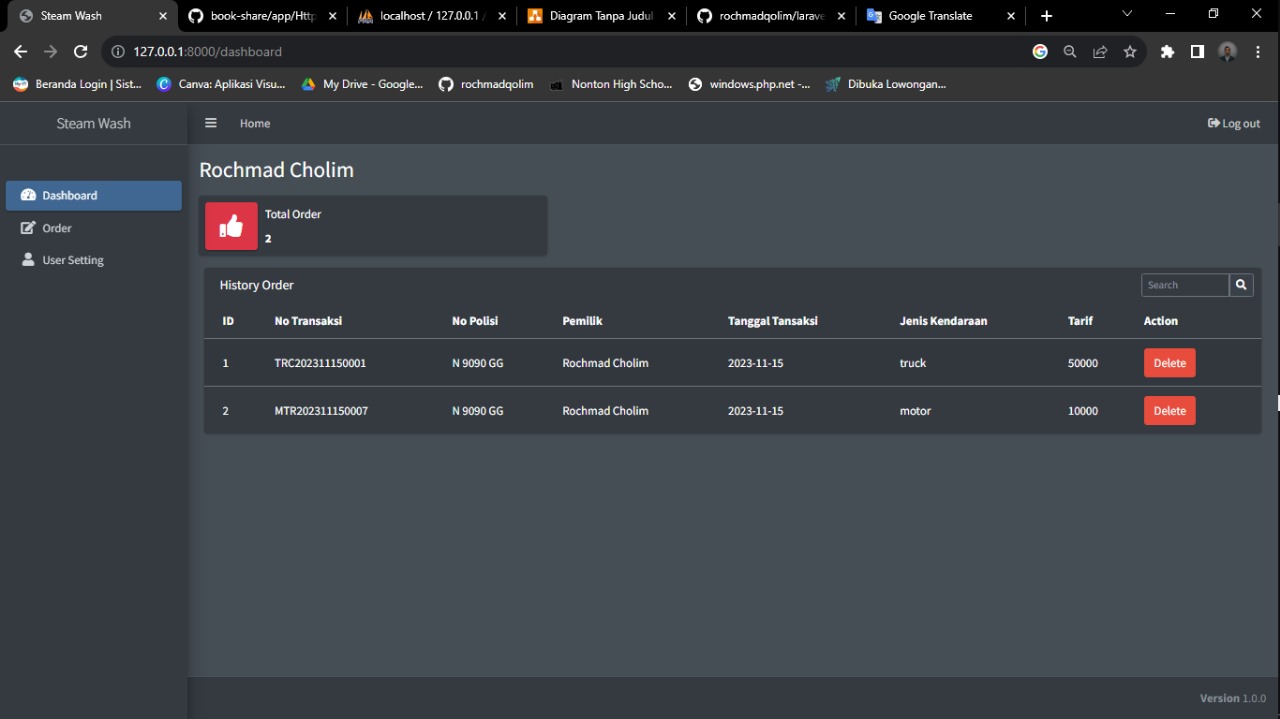 Steam Wash
book-share/app/Http
localhost / 127.0.0.1 /
Diagram Tanpa Judul
rochmadqolim/larave
Google Translate
127.0.0.1:8000/dashboard
Beranda Login | Sist...
Canva: Aplikasi Visu...
My Drive - Google...
rochmadqolim
Nonton High Scho...
windows.php.net -...
Dibuka Lowongan...
Steam Wash
Home
Log out
Dashboard
Order
User Setting
Rochmad Cholim
Total Order
2
History Order
Search
ID No Transaksi No Polisi Pemilik Tanggal Tansaksi Jenis Kendaraan Tarif Action
1 TRC202311150001 N 9090 GG Rochmad Cholim 2023-11-15 truck 50000 Delete
2 MTR202311150007 N 9090 GG Rochmad Cholim 2023-11-15 motor 10000 Delete
Version 1.0.0